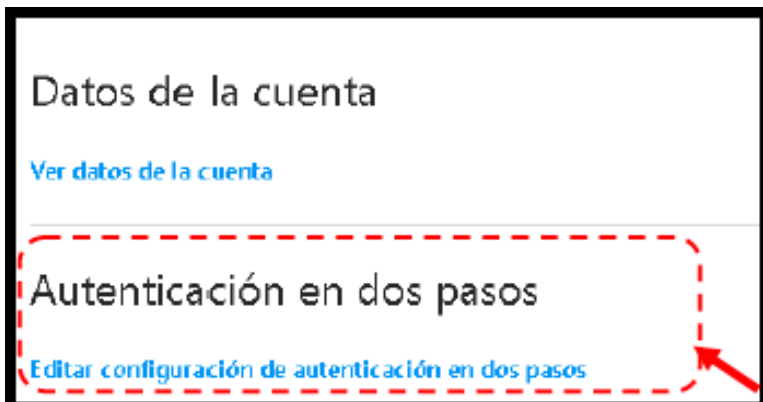 Datos de la cuenta
Ver datos de la cuenta
Autenticación en dos pasos
Editar configuración de autenticación en dos pasos